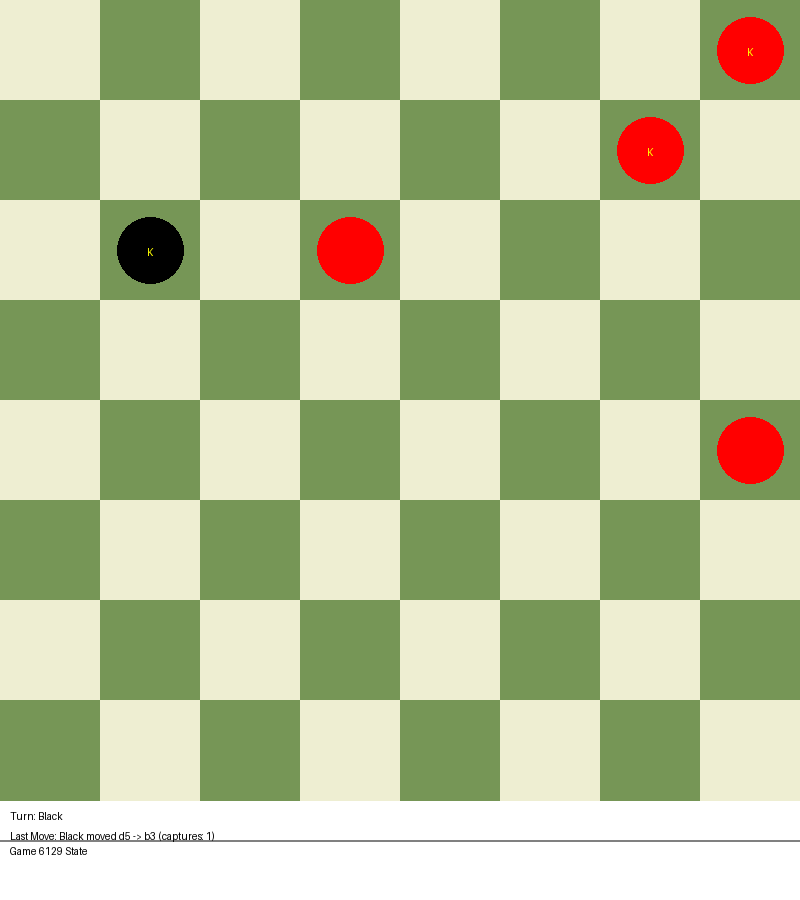 K
K
K
Turn: Black
Last Move: Black moved d5 -> b3 (captures: 1)
Game 6129 State